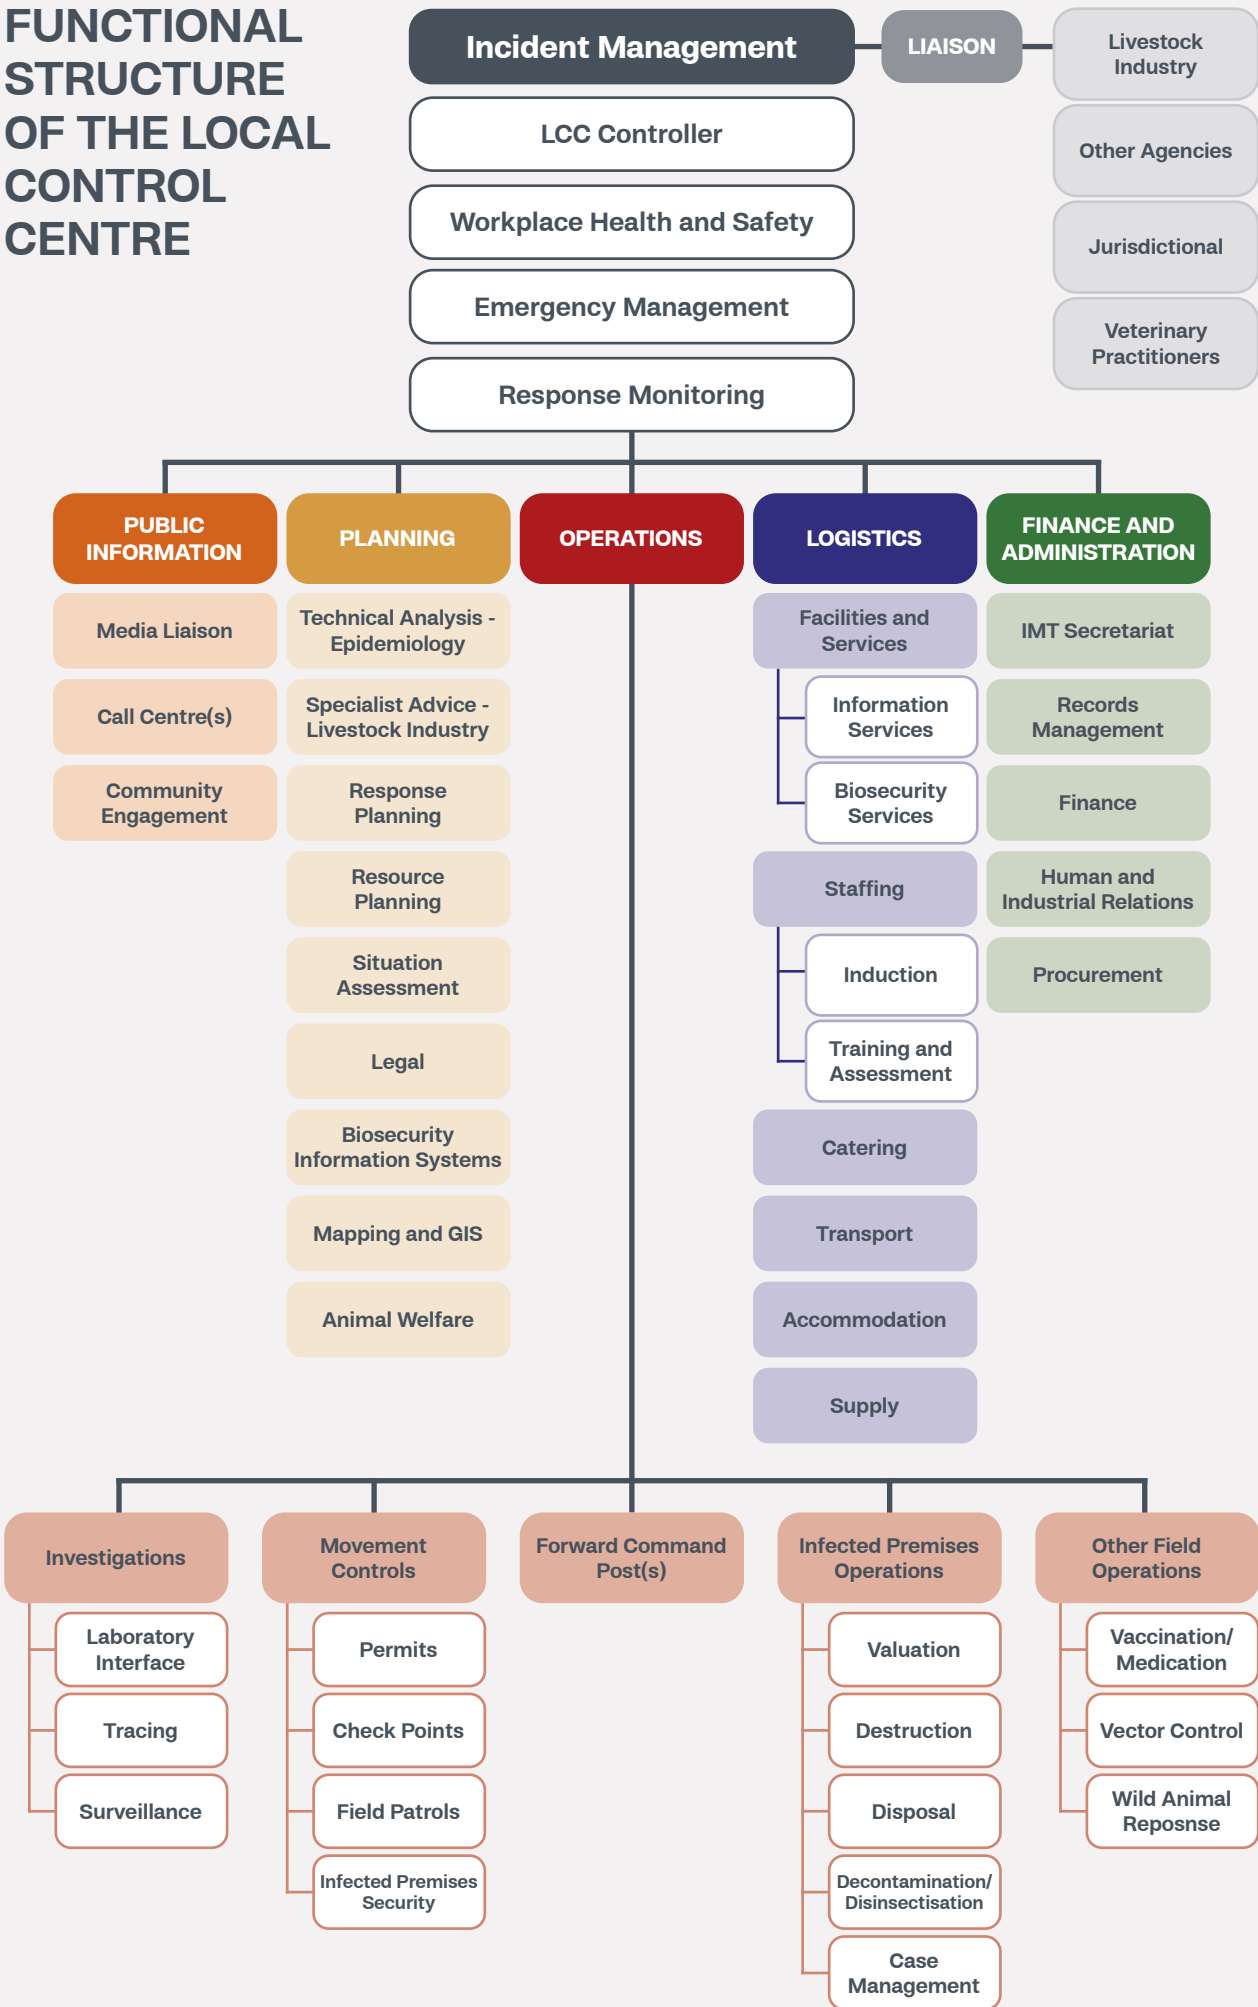 FUNCTIONAL
STRUCTURE
OF THE LOCAL
CONTROL
CENTRE
Incident Management
LIAISON
Livestock
Industry
Other Agencies
Jurisdictional
Veterinary
Practitioners
LCC Controller
Workplace Health and Safety
Emergency Management
Response Monitoring
PUBLIC
INFORMATION
Media Liaison
Call Centre(s)
Community
Engagement
PLANNING
Technical Analysis -
Epidemiology
Specialist Advice -
Livestock Industry
Response
Planning
Resource
Planning
Situation
Assessment
Legal
Biosecurity
Information Systems
Mapping and GIS
Animal Welfare
OPERATIONS
LOGISTICS
Facilities and
Services
Information
Services
Biosecurity
Services
Staffing
Induction
Training and
Assessment
Catering
Transport
Accommodation
Supply
FINANCE AND
ADMINISTRATION
IMT Secretariat
Records
Management
Finance
Human and
Industrial Relations
Procurement
Investigations
Laboratory
Interface
Tracing
Surveillance
Movement
Controls
Permits
Check Points
Field Patrols
Infected Premises
Security
Forward Command
Post(s)
Infected Premises
Operations
Valuation
Destruction
Disposal
Decontamination/
Disinsectisation
Case
Management
Other Field
Operations
Vaccination/
Medication
Vector Control
Wild Animal
Reposnse